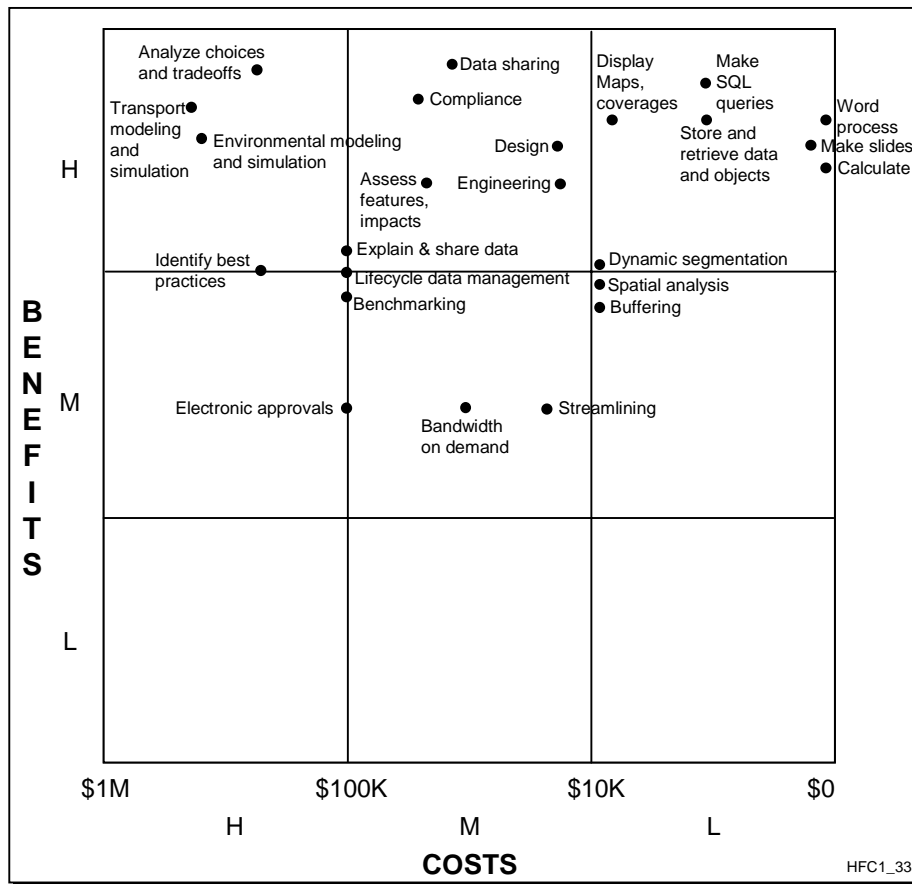 Analyze choices
and tradeoffs
Data sharing
Display
Maps,
coverages
Make
SQL
queries
Transport
modeling
and
simulation
Compliance
Word
process
Environmental modeling
and simulation
Design
Store and
retrieve data
and objects
Make slides
Calculate
H
Assess
features,
impacts
Engineering
Explain & share data
Identify best
practices
Lifecycle data management
Benchmarking
Dynamic segmentation
Spatial analysis
Buffering
BENEFITS
M
Electronic approvals
Bandwidth
on demand
Streamlining
L
$1M
$100K
$10K
$0
H
M
L
COSTS
HFC1_33